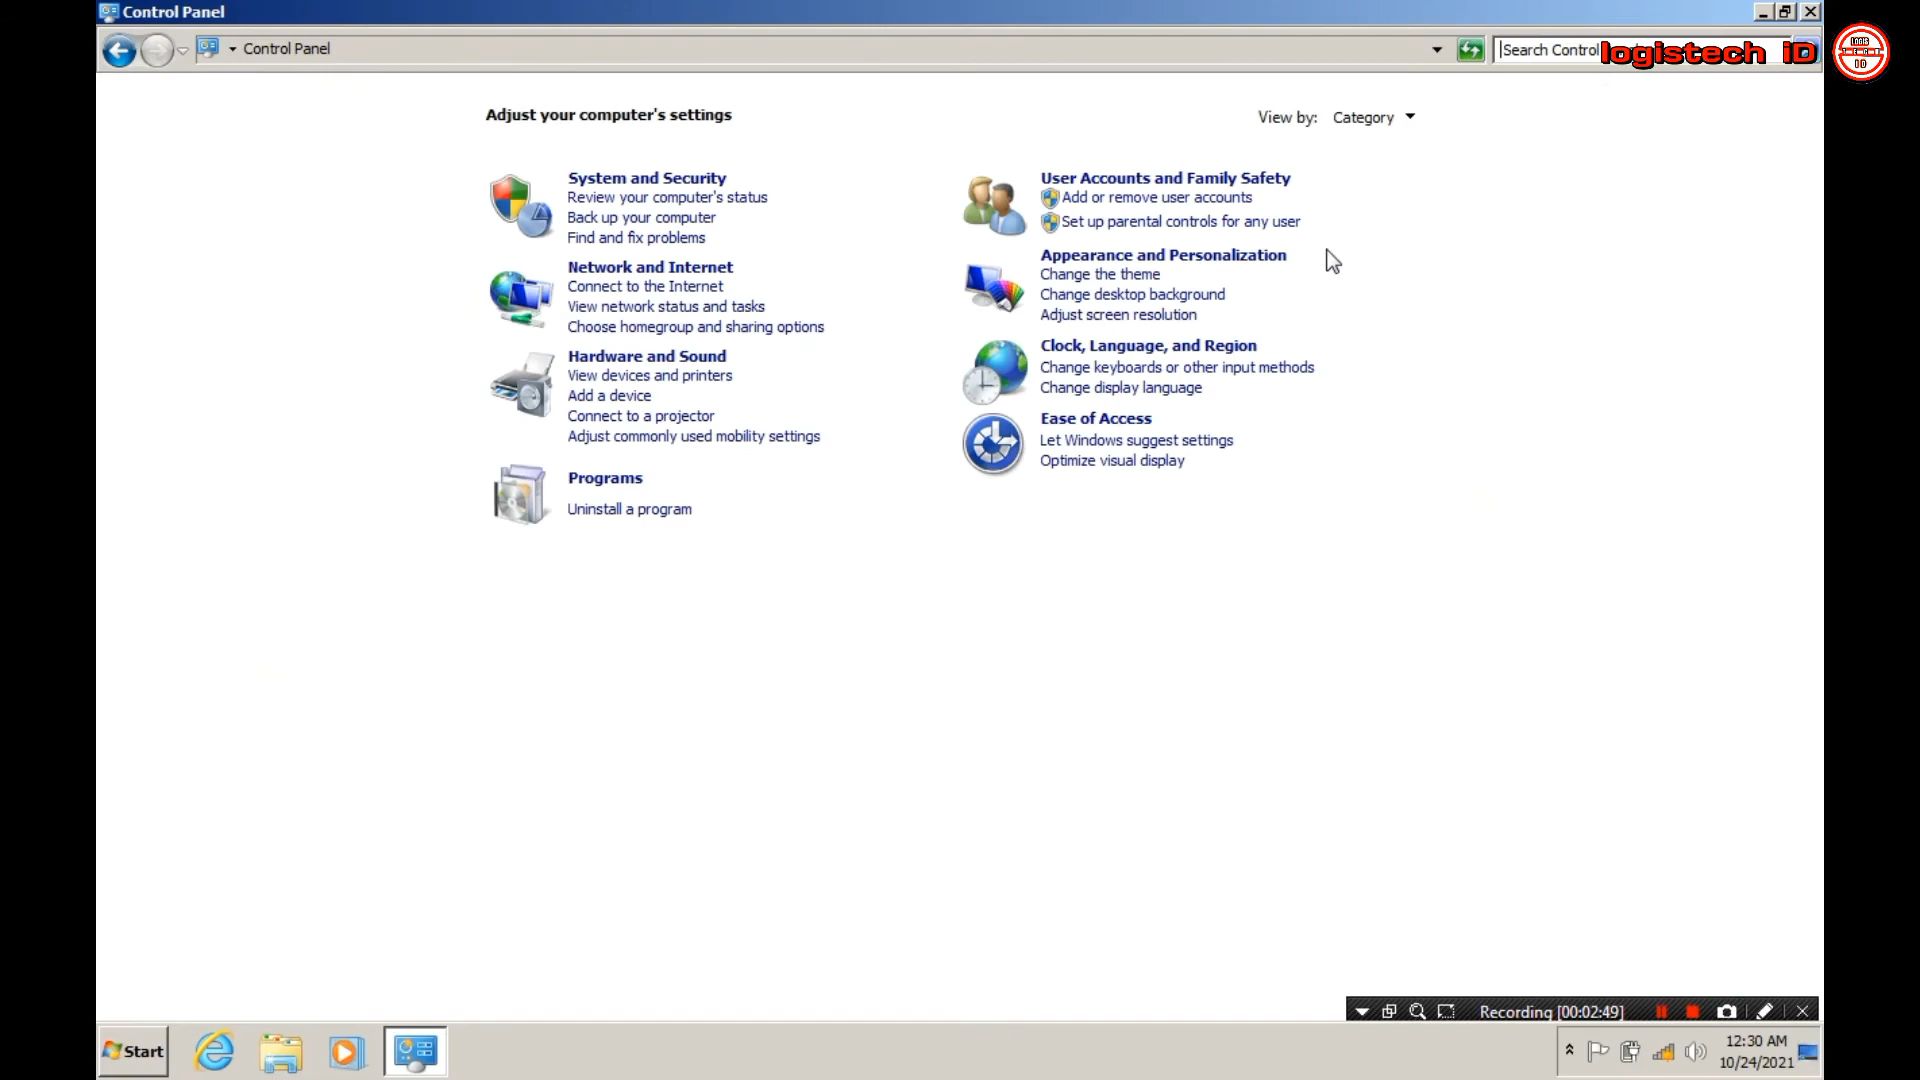 Control Panel
Control Panel
Search Control
logistech iD
LOGIS
TECH
ID
Adjust your computer's settings
View by: Category
System and Security
Review your computer's status
Back up your computer
Find and fix problems
Network and Internet
Connect to the Internet
View network status and tasks
Choose homegroup and sharing options
Hardware and Sound
View devices and printers
Add a device
Connect to a projector
Adjust commonly used mobility settings
Programs
Uninstall a program
User Accounts and Family Safety
Add or remove user accounts
Set up parental controls for any user
Appearance and Personalization
Change the theme
Change desktop background
Adjust screen resolution
Clock, Language, and Region
Change keyboards or other input methods
Change display language
Ease of Access
Let Windows suggest settings
Optimize visual display
Recording [00:02:49]
Start
12:30 AM
10/24/2021